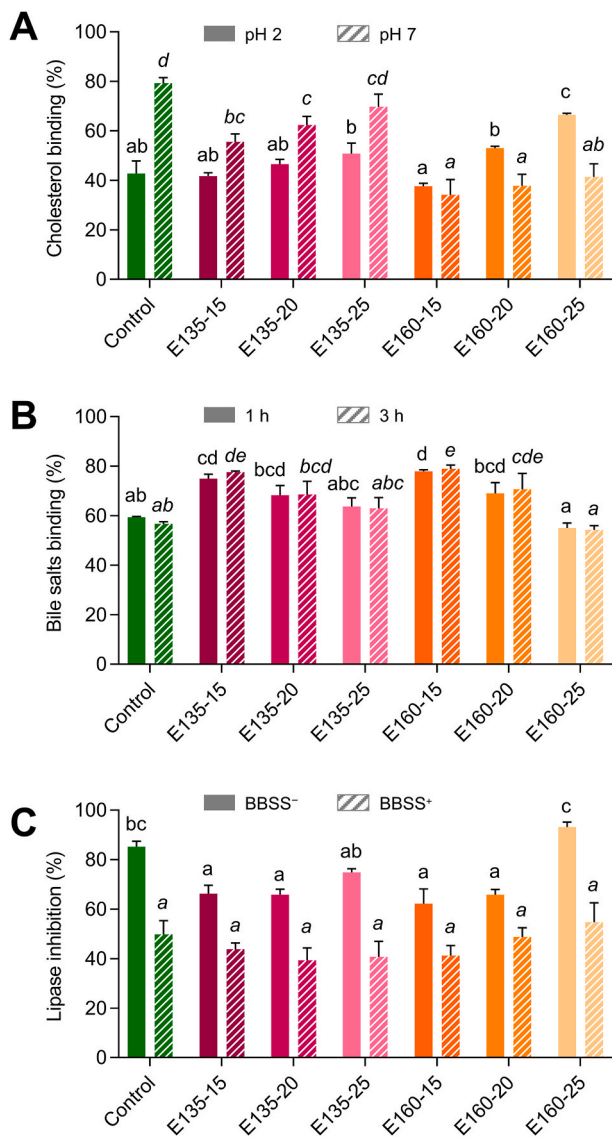 A
pH 2
pH 7
Cholesterol binding (%)
100
80
60
40
20
0
ab
d
ab
bc
ab
c
b
cd
a
a
b
a
c
ab
Control
E135-15
E135-20
E135-25
E160-15
E160-20
E160-25
B
1 h
3 h
Bile salts binding (%)
100
80
60
40
20
0
ab
ab
cd
de
bcd
bcd
abc
abc
d
e
bcd
cde
a
a
Control
E135-15
E135-20
E135-25
E160-15
E160-20
E160-25
C
BBSS⁻
BBSS⁺
Lipase inhibition (%)
100
80
60
40
20
0
bc
a
a
a
a
a
ab
a
a
a
a
a
c
a
Control
E135-15
E135-20
E135-25
E160-15
E160-20
E160-25